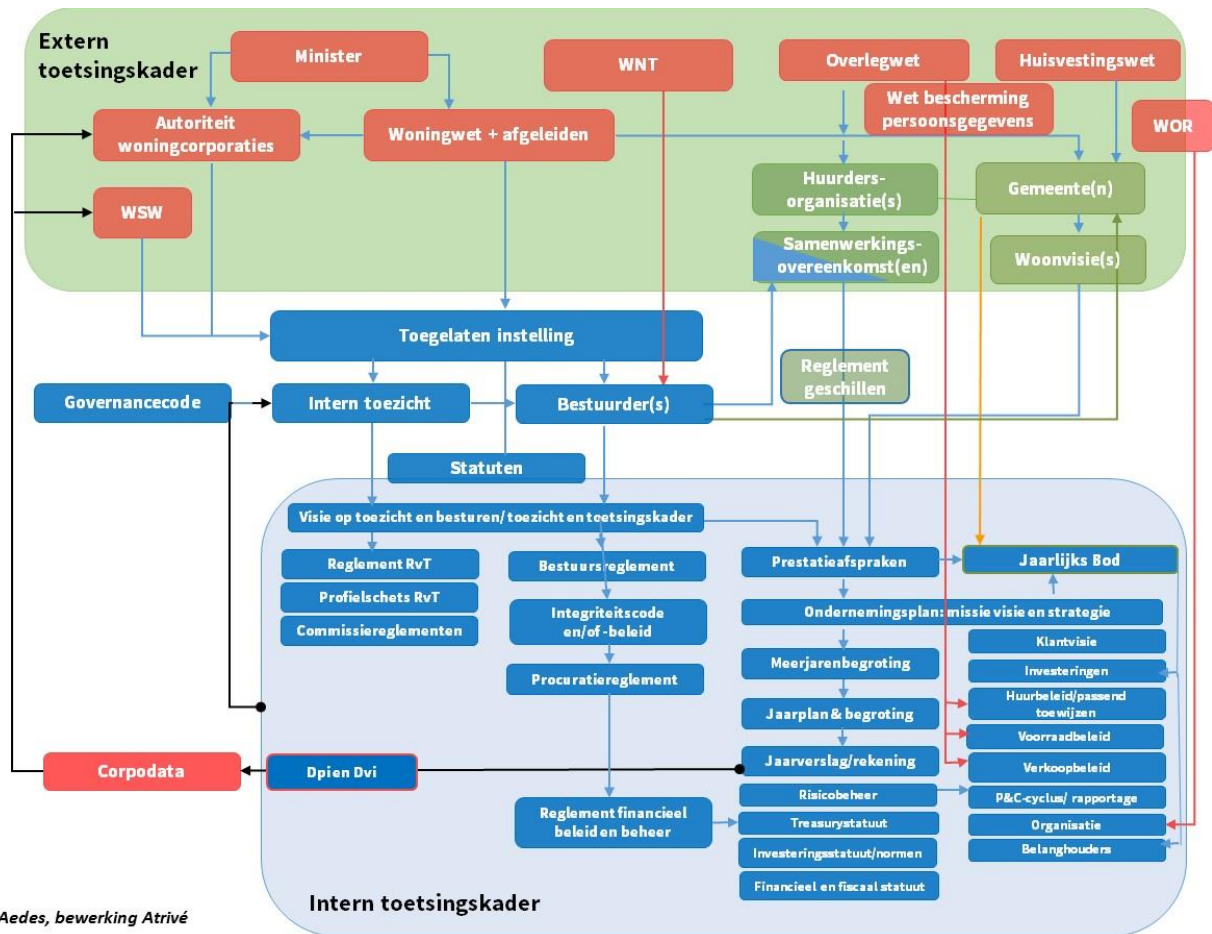 Extern
toetsingskader
Minister
WNT
Overlegwet
Huisvestingswet
Wet bescherming
persoonsgegevens
WOR
Autoriteit
woningcorporaties
Woningwet + afgeleiden
WSW
Huurders-
organisatie(s)
Gemeente(n)
Samenwerkings-
overeenkomst(en)
Woonvisie(s)
Toegelaten instelling
Reglement
geschillen
Governancecode
Intern toezicht
Bestuurder(s)
Statuten
Visie op toezicht en besturen/ toezicht en toetsingskader
Reglement RvT
Profielschets RvT
Commissiereglementen
Bestuursreglement
Integriteitscode
en/of -beleid
Procuratiereglement
Reglement financieel
beleid en beheer
Prestatieafspraken
Jaarlijks Bod
Ondernemingsplan: missie visie en strategie
Meerjarenbegroting
Jaarplan & begroting
Jaarverslag/rekening
Risicobeheer
Treasurystatuut
Investeringsstatuut/normen
Financieel en fiscaal statuut
Klantvisie
Investeringen
Huurbeleid/passend
toewijzen
Voorraadbeleid
Verkoopbeleid
P&C-cyclus/ rapportage
Organisatie
Belanghouders
Corpodata
Dpi en Dvi
Intern toetsingskader
Aedes, bewerking Atrivé